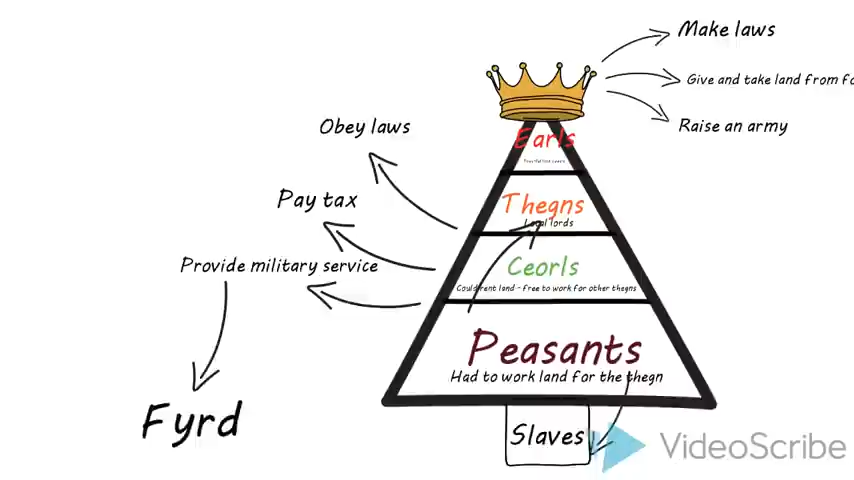 Make laws
Give and take land from fo
Raise an army
Obey laws
Earls
Thegns
Local lords
Pay tax
Provide military service
Ceorls
Could rent land - free to work for other thegns
Peasants
Had to work land for the thegn
Fyrd
Slaves
VideoScribe